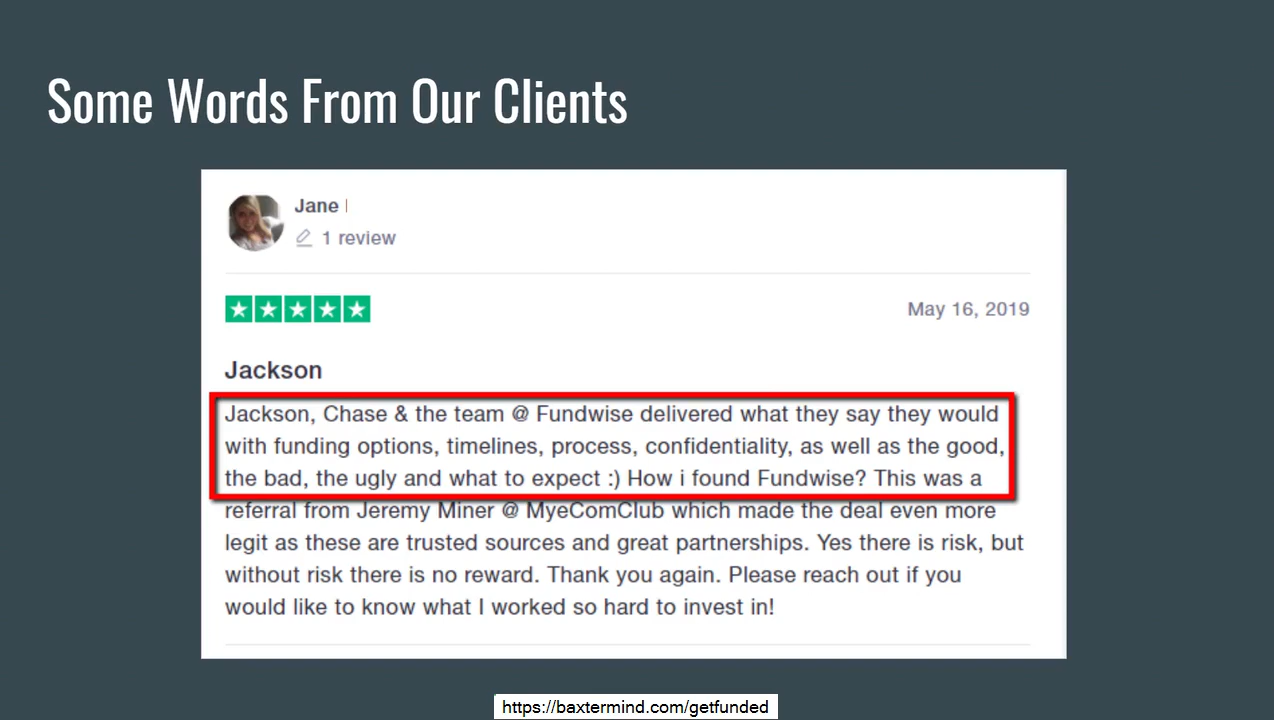 Some Words From Our Clients
Jane
1 review
May 16, 2019
Jackson
Jackson, Chase & the team @ Fundwise delivered what they say they would
with funding options, timelines, process, confidentiality, as well as the good,
the bad, the ugly and what to expect :) How i found Fundwise? This was a
referral from Jeremy Miner @ MyeComClub which made the deal even more
legit as these are trusted sources and great partnerships. Yes there is risk, but
without risk there is no reward. Thank you again. Please reach out if you
would like to know what I worked so hard to invest in!
https://baxtermind.com/getfunded